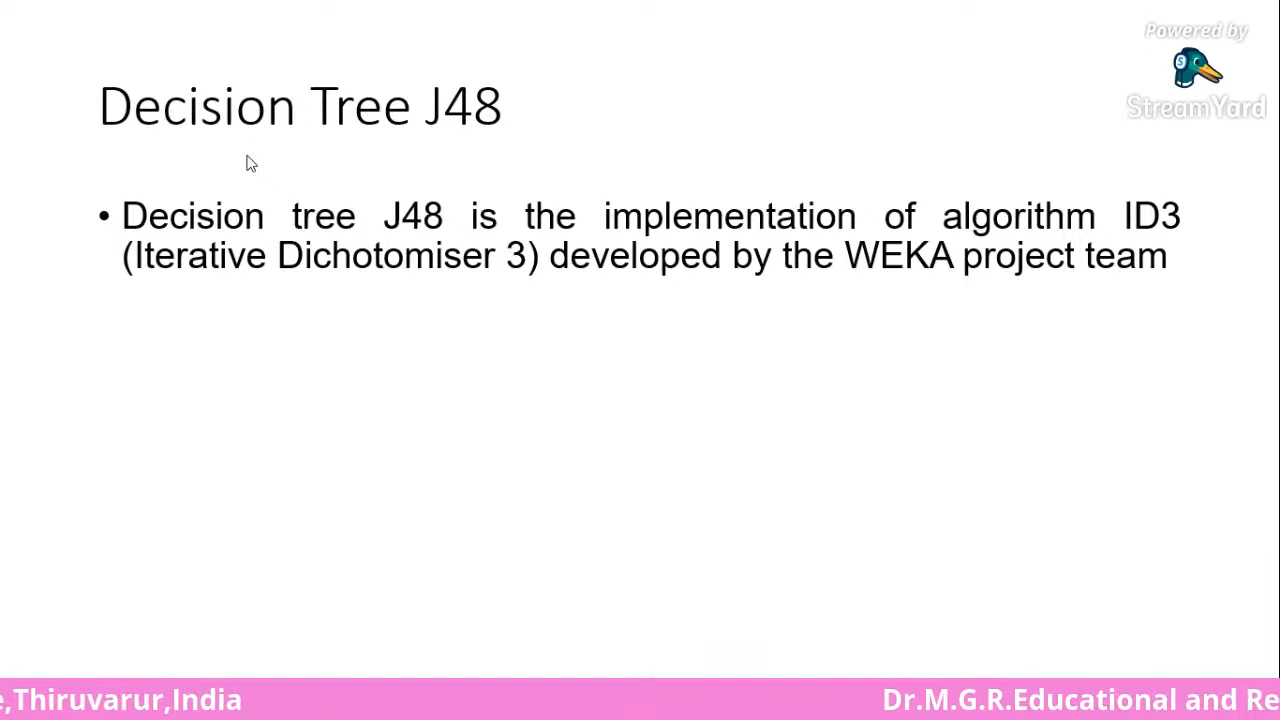 Powered by
StreamYard
Decision Tree J48
• Decision tree J48 is the implementation of algorithm ID3
(Iterative Dichotomiser 3) developed by the WEKA project team
e,Thiruvarur,India
Dr.M.G.R.Educational and Re